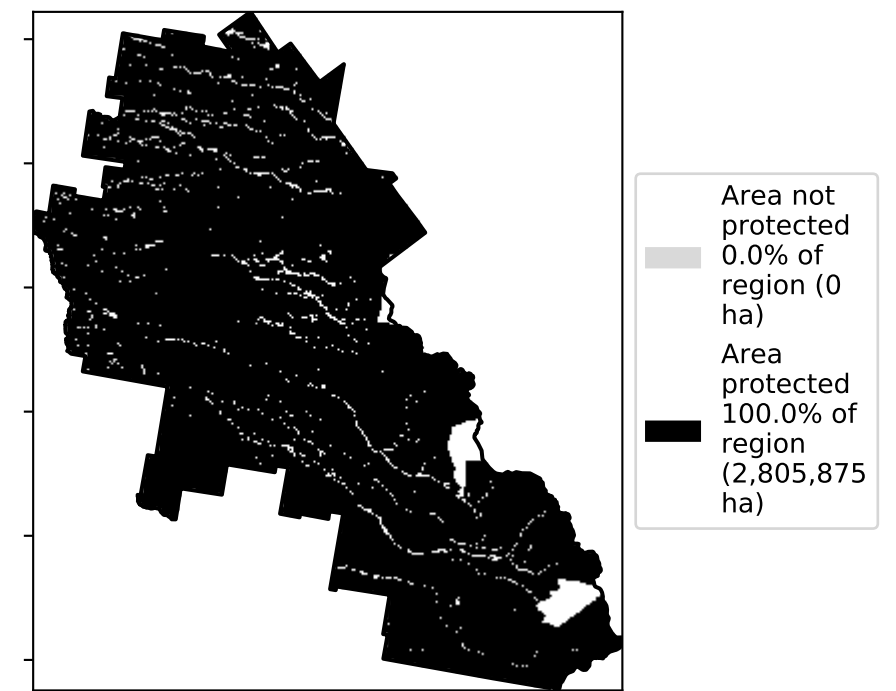 Area not
protected
0.0% of
region (0
ha)
Area
protected
100.0% of
region
(2,805,875
ha)